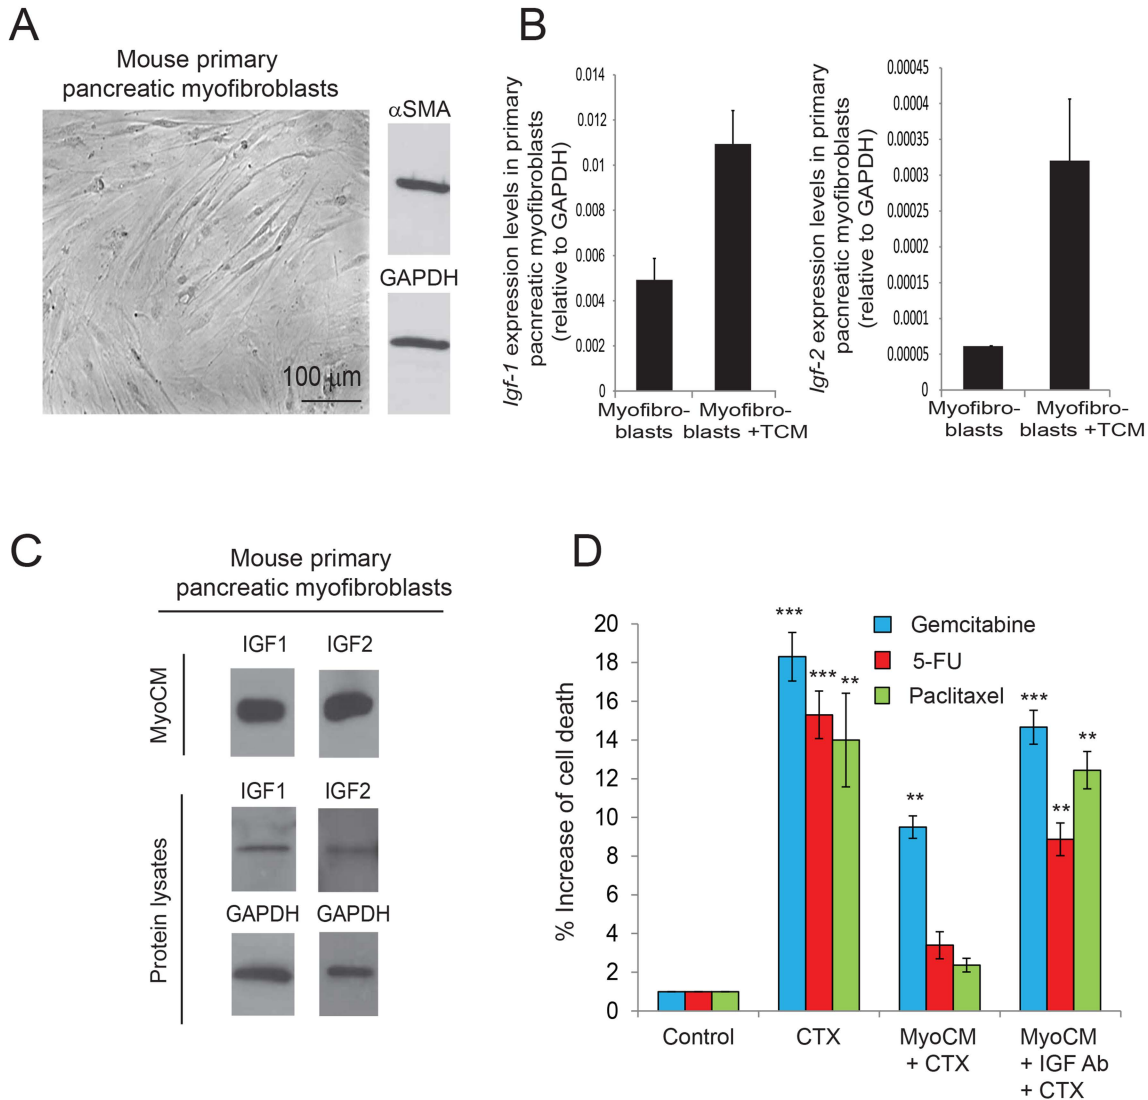 A
Mouse primary
pancreatic myofibroblasts
αSMA
GAPDH
100 μm
B
Igf-1 expression levels in primary
pacnreatic myofibroblasts
(relative to GAPDH)
0.014
0.012
0.01
0.008
0.006
0.004
0.002
0
Myofibro-
blasts
Myofibro-
blasts +TCM
Igf-2 expression levels in primary
pacnreatic myofibroblasts
(relative to GAPDH)
0.00045
0.0004
0.00035
0.0003
0.00025
0.0002
0.00015
0.0001
0.00005
0
Myofibro-
blasts
Myofibro-
blasts +TCM
C
Mouse primary
pancreatic myofibroblasts
IGF1 IGF2
MyoCM
IGF1 IGF2
GAPDH GAPDH
Protein lysates
D
% Increase of cell death
20
18
16
14
12
10
8
6
4
2
0
***
***
**
**
***
**
**
Gemcitabine
5-FU
Paclitaxel
Control
CTX
MyoCM
+ CTX
MyoCM
+ IGF Ab
+ CTX